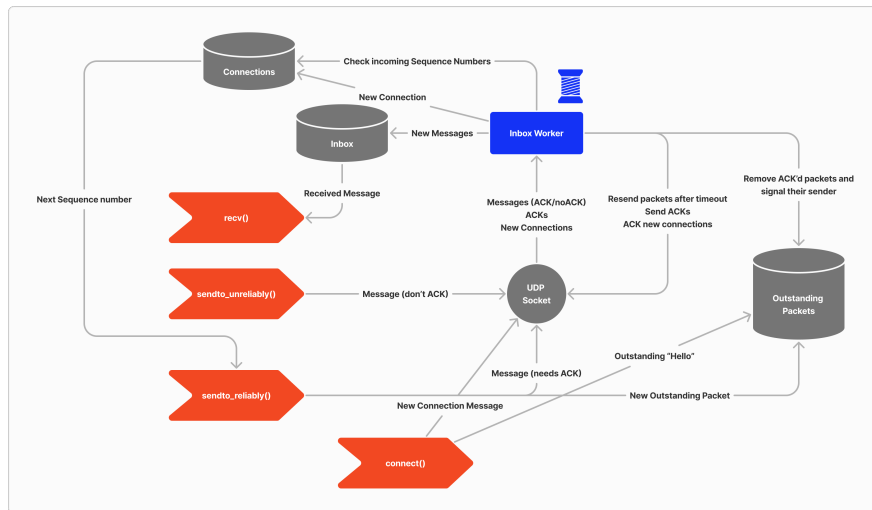 Connections
Check incoming Sequence Numbers
New Connection
Inbox
New Messages
Inbox Worker
Received Message
Next Sequence number
recv()
Messages (ACK/noACK)
ACKs
New Connections
Resend packets after timeout
Send ACKs
ACK new connections
Remove ACK'd packets and
signal their sender
sendto_unreliably()
Message (don't ACK)
UDP
Socket
Outstanding
Packets
Outstanding "Hello"
Message (needs ACK)
sendto_reliably()
New Connection Message
New Outstanding Packet
connect()